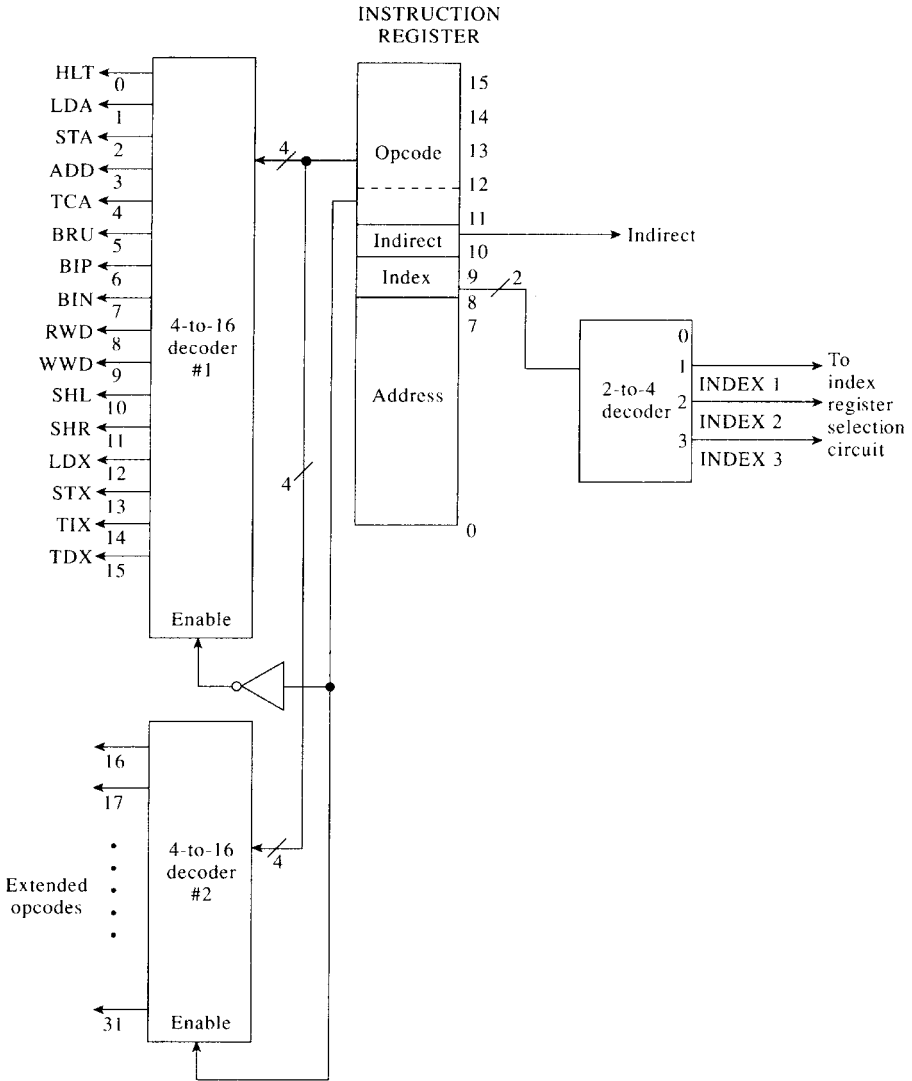 INSTRUCTION
REGISTER
HLT
0
LDA
1
STA
2
ADD
3
TCA
4
BRU
5
BIP
6
BIN
7
RWD
8
WWD
9
SHL
10
SHR
11
LDX
12
STX
13
TIX
14
TDX
15
4-to-16
decoder
#1
Enable
4
4
Opcode
Indirect
Index
Address
15
14
13
12
11
10
9
8
7
0
Indirect
2
2-to-4
decoder
0
1
2
3
INDEX 1
INDEX 2
INDEX 3
To
index
register
selection
circuit
16
17
31
Extended
opcodes
4-to-16
decoder
#2
Enable
4